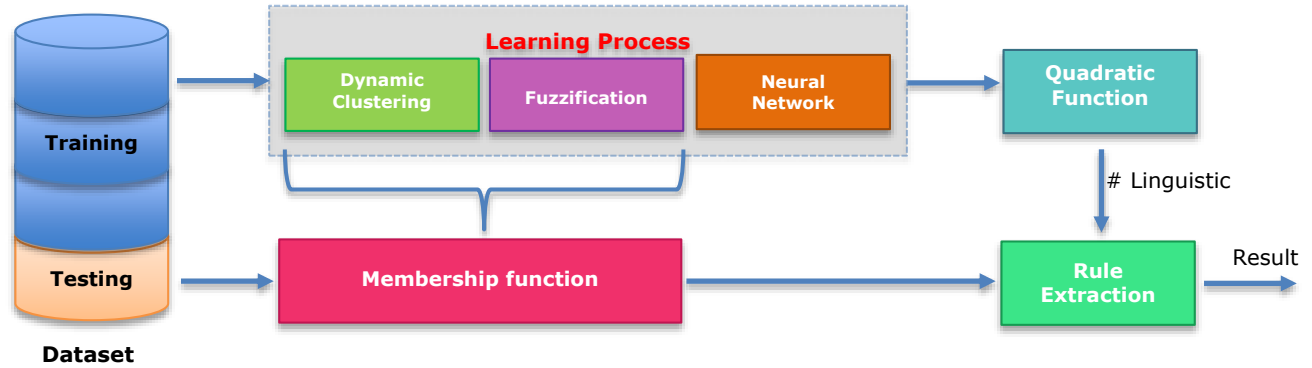 Learning Process
Dynamic
Clustering
Fuzzification
Neural
Network
Quadratic
Function
Training
# Linguistic
Testing
Membership function
Rule
Extraction
Result
Dataset